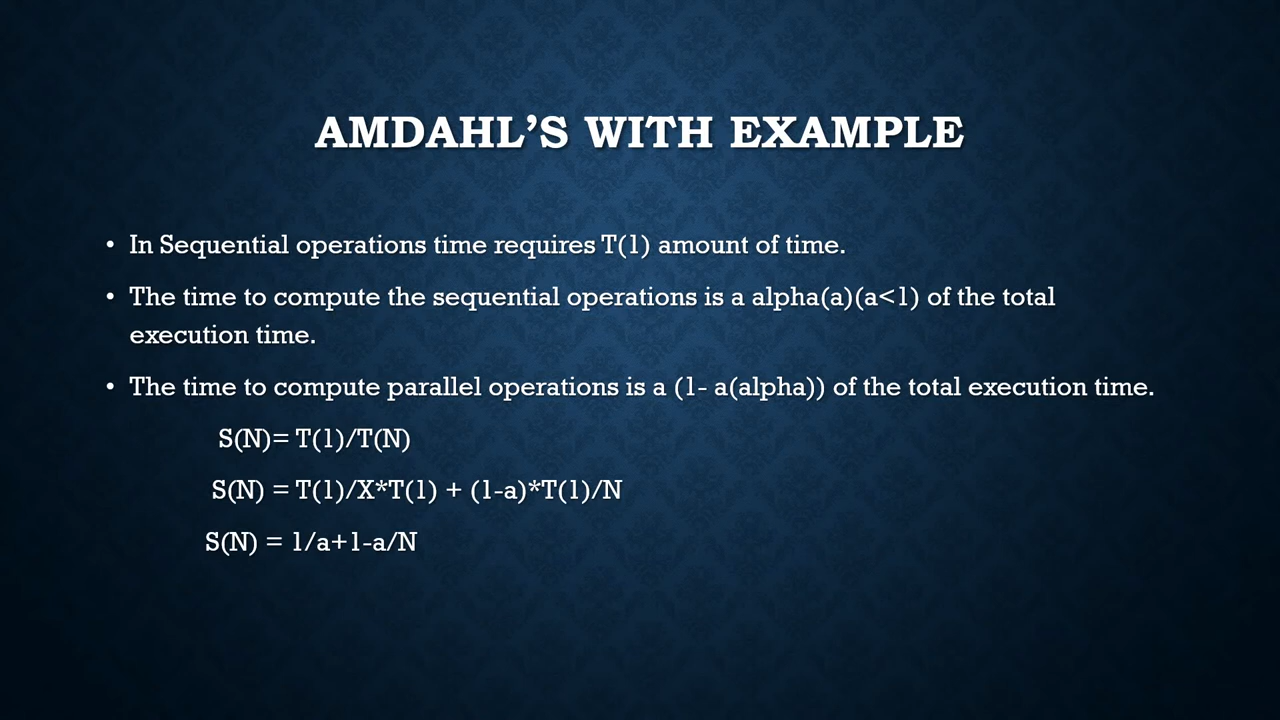 AMDAHL’S WITH EXAMPLE
• In Sequential operations time requires T(1) amount of time.
• The time to compute the sequential operations is a alpha(a)(a<1) of the total
execution time.
• The time to compute parallel operations is a (1- a(alpha)) of the total execution time.
S(N)= T(1)/T(N)
S(N) = T(1)/X*T(1) + (1-a)*T(1)/N
S(N) = 1/a+1-a/N